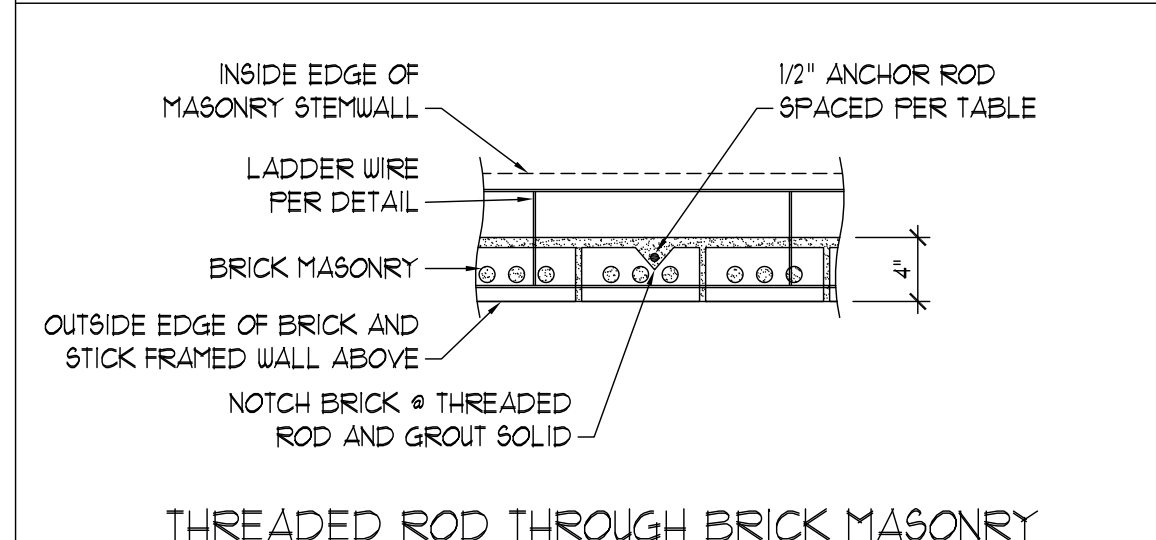 INSIDE EDGE OF
MASONRY STEMWALL
1/2" ANCHOR ROD
SPACED PER TABLE
LADDER WIRE
PER DETAIL
BRICK MASONRY
4"
OUTSIDE EDGE OF BRICK AND
STICK FRAMED WALL ABOVE
NOTCH BRICK @ THREADED
ROD AND GROUT SOLID
THREADED ROD THROUGH BRICK MASONRY